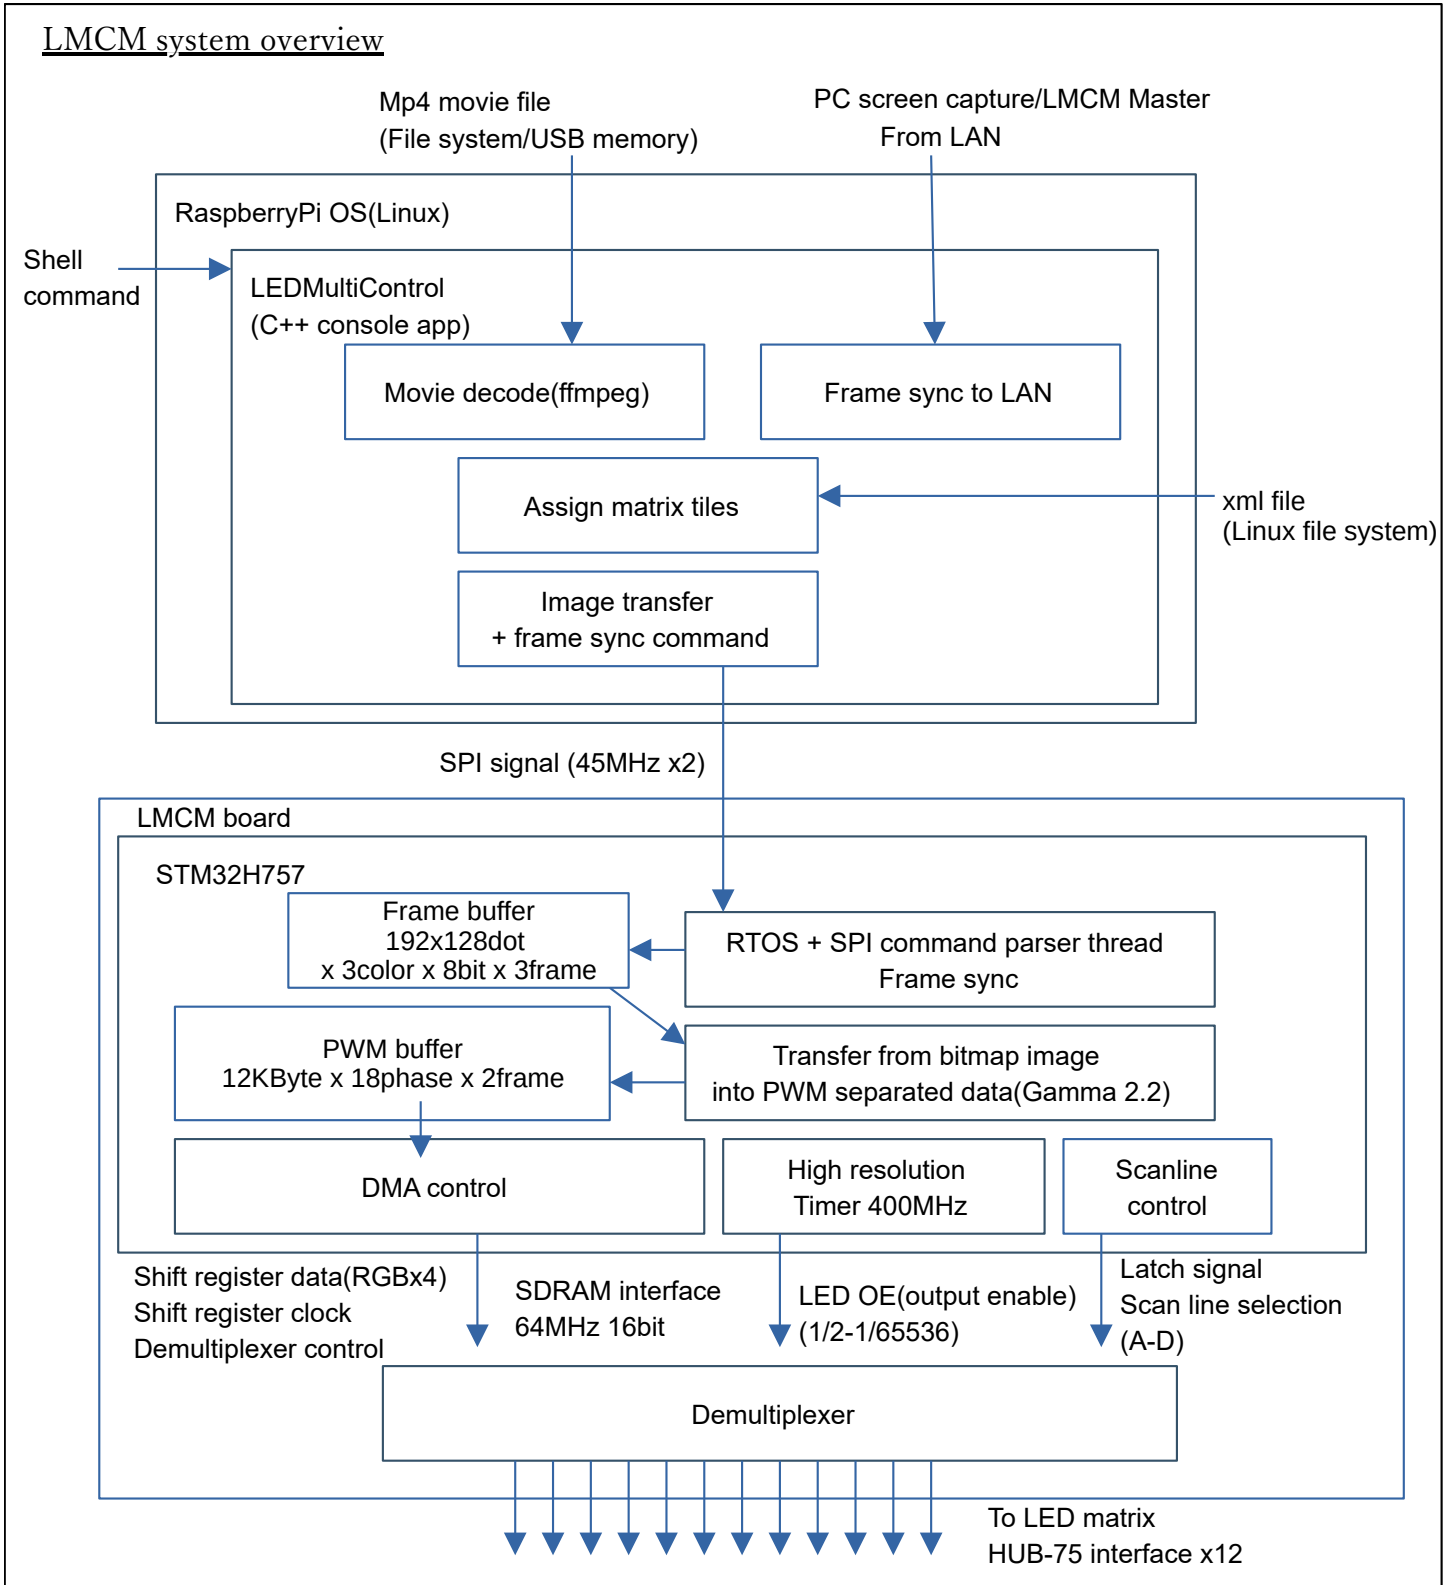 LMCM system overview
Mp4 movie file
(File system/USB memory)
PC screen capture/LMCM Master
From LAN
RaspberryPi OS(Linux)
Shell
command
LEDMultiControl
(C++ console app)
Movie decode(ffmpeg)
Frame sync to LAN
Assign matrix tiles
xml file
(Linux file system)
Image transfer
+ frame sync command
SPI signal (45MHz x2)
LMCM board
STM32H757
Frame buffer
192x128dot
x 3color x 8bit x 3frame
RTOS + SPI command parser thread
Frame sync
PWM buffer
12KByte x 18phase x 2frame
Transfer from bitmap image
into PWM separated data(Gamma 2.2)
DMA control
High resolution
Timer 400MHz
Scanline
control
Shift register data(RGBx4)
Shift register clock
Demultiplexer control
SDRAM interface
64MHz 16bit
LED OE(output enable)
(1/2-1/65536)
Latch signal
Scan line selection
(A-D)
Demultiplexer
To LED matrix
HUB-75 interface x12